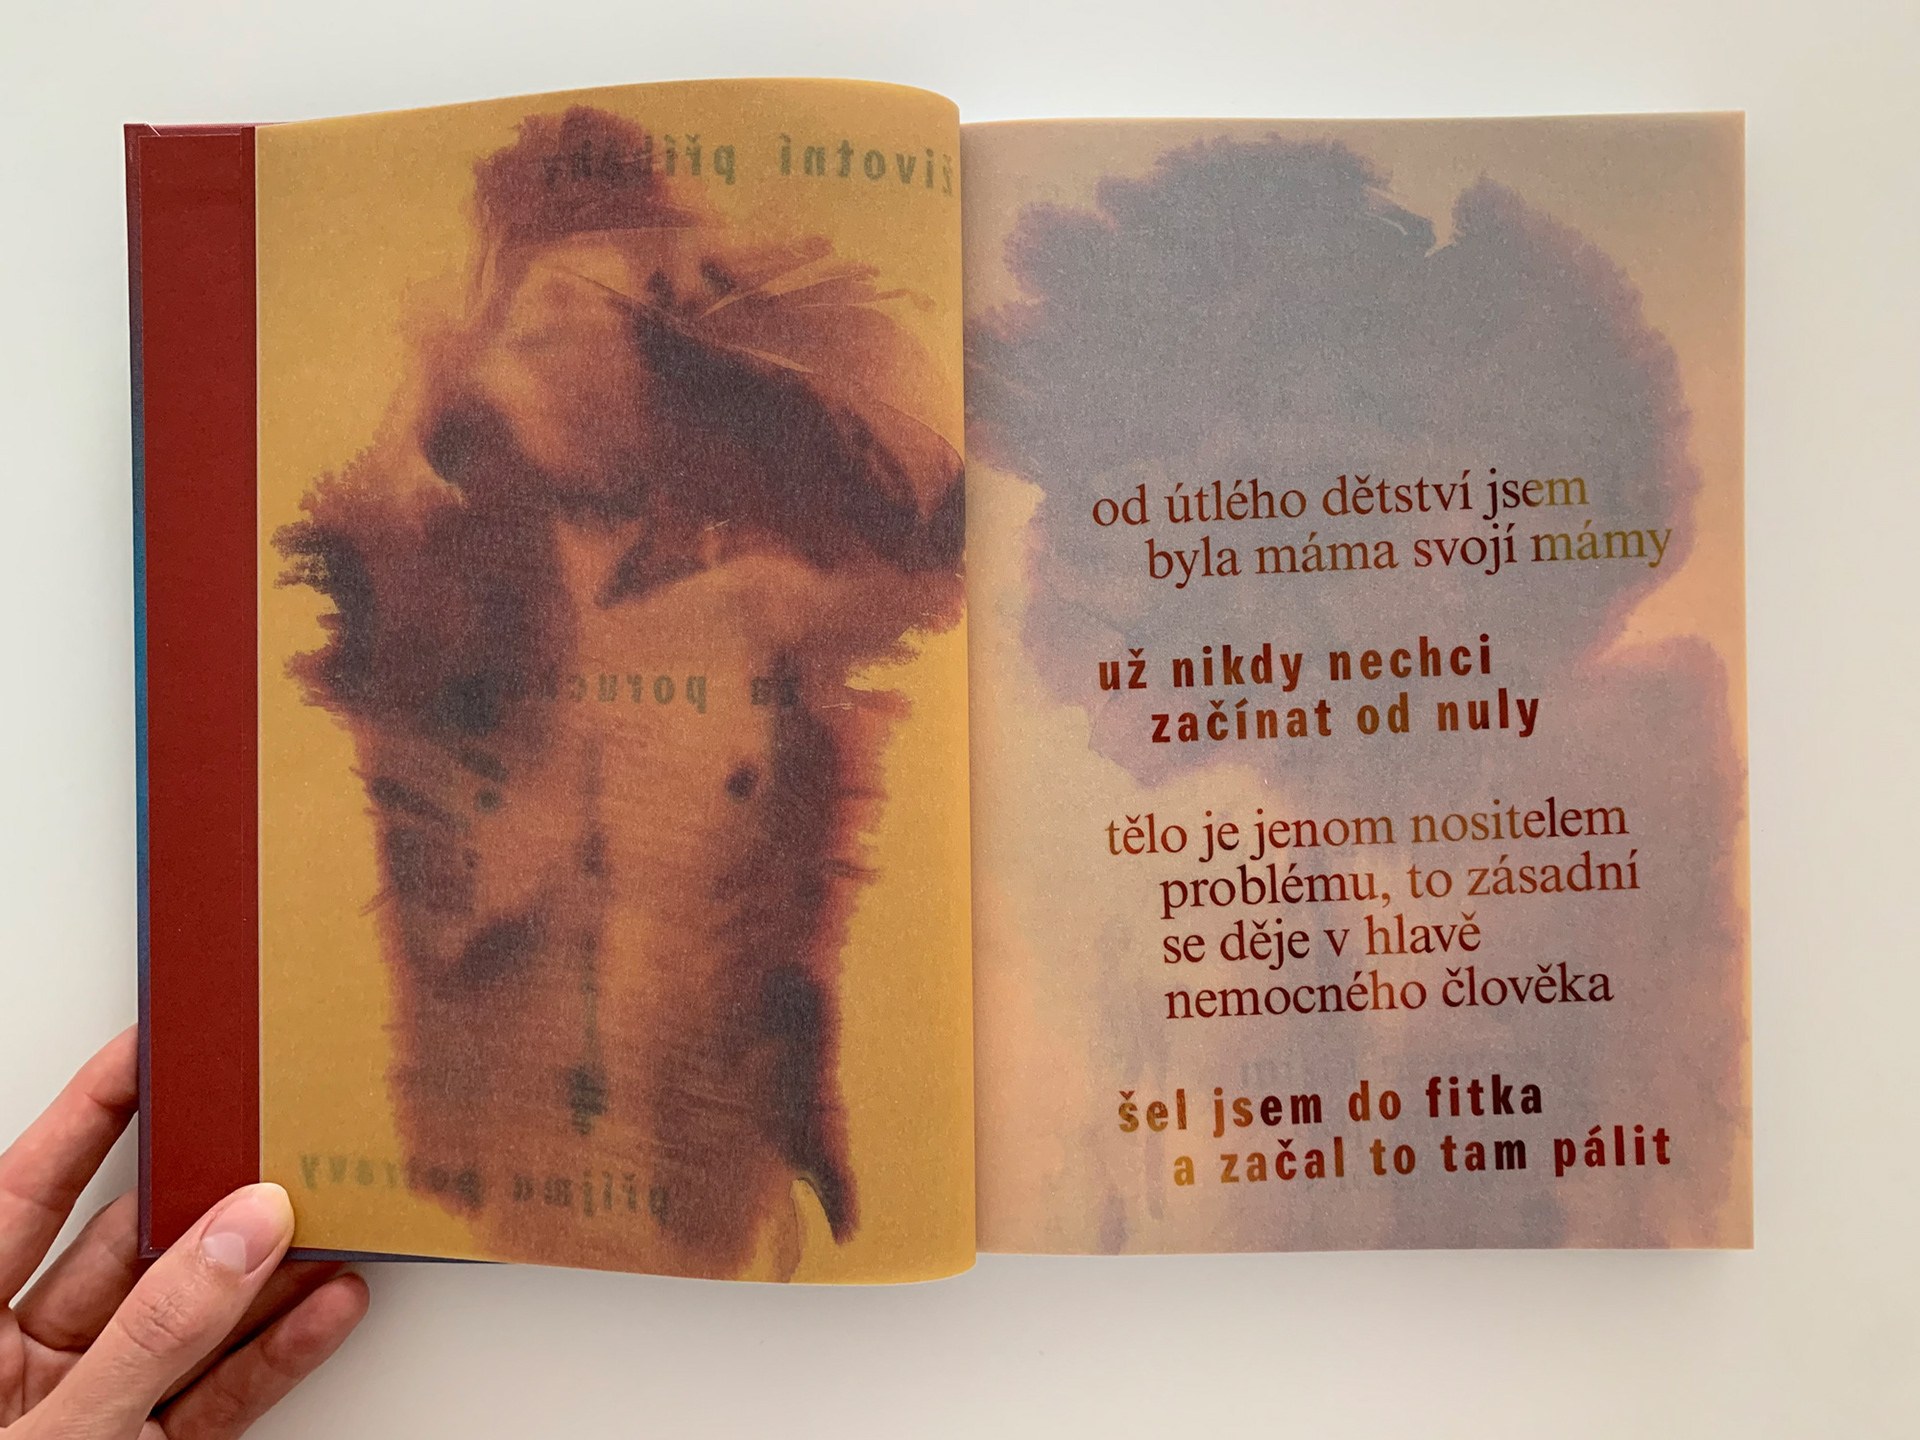 životní příběhy
za poruc
příjmu potravy
od útlého dětství jsem
byla máma svojí mámy
už nikdy nechci
začínat od nuly
tělo je jenom nositelem
problému, to zásadní
se děje v hlavě
nemocného člověka
šel jsem do fitka
a začal to tam pálit